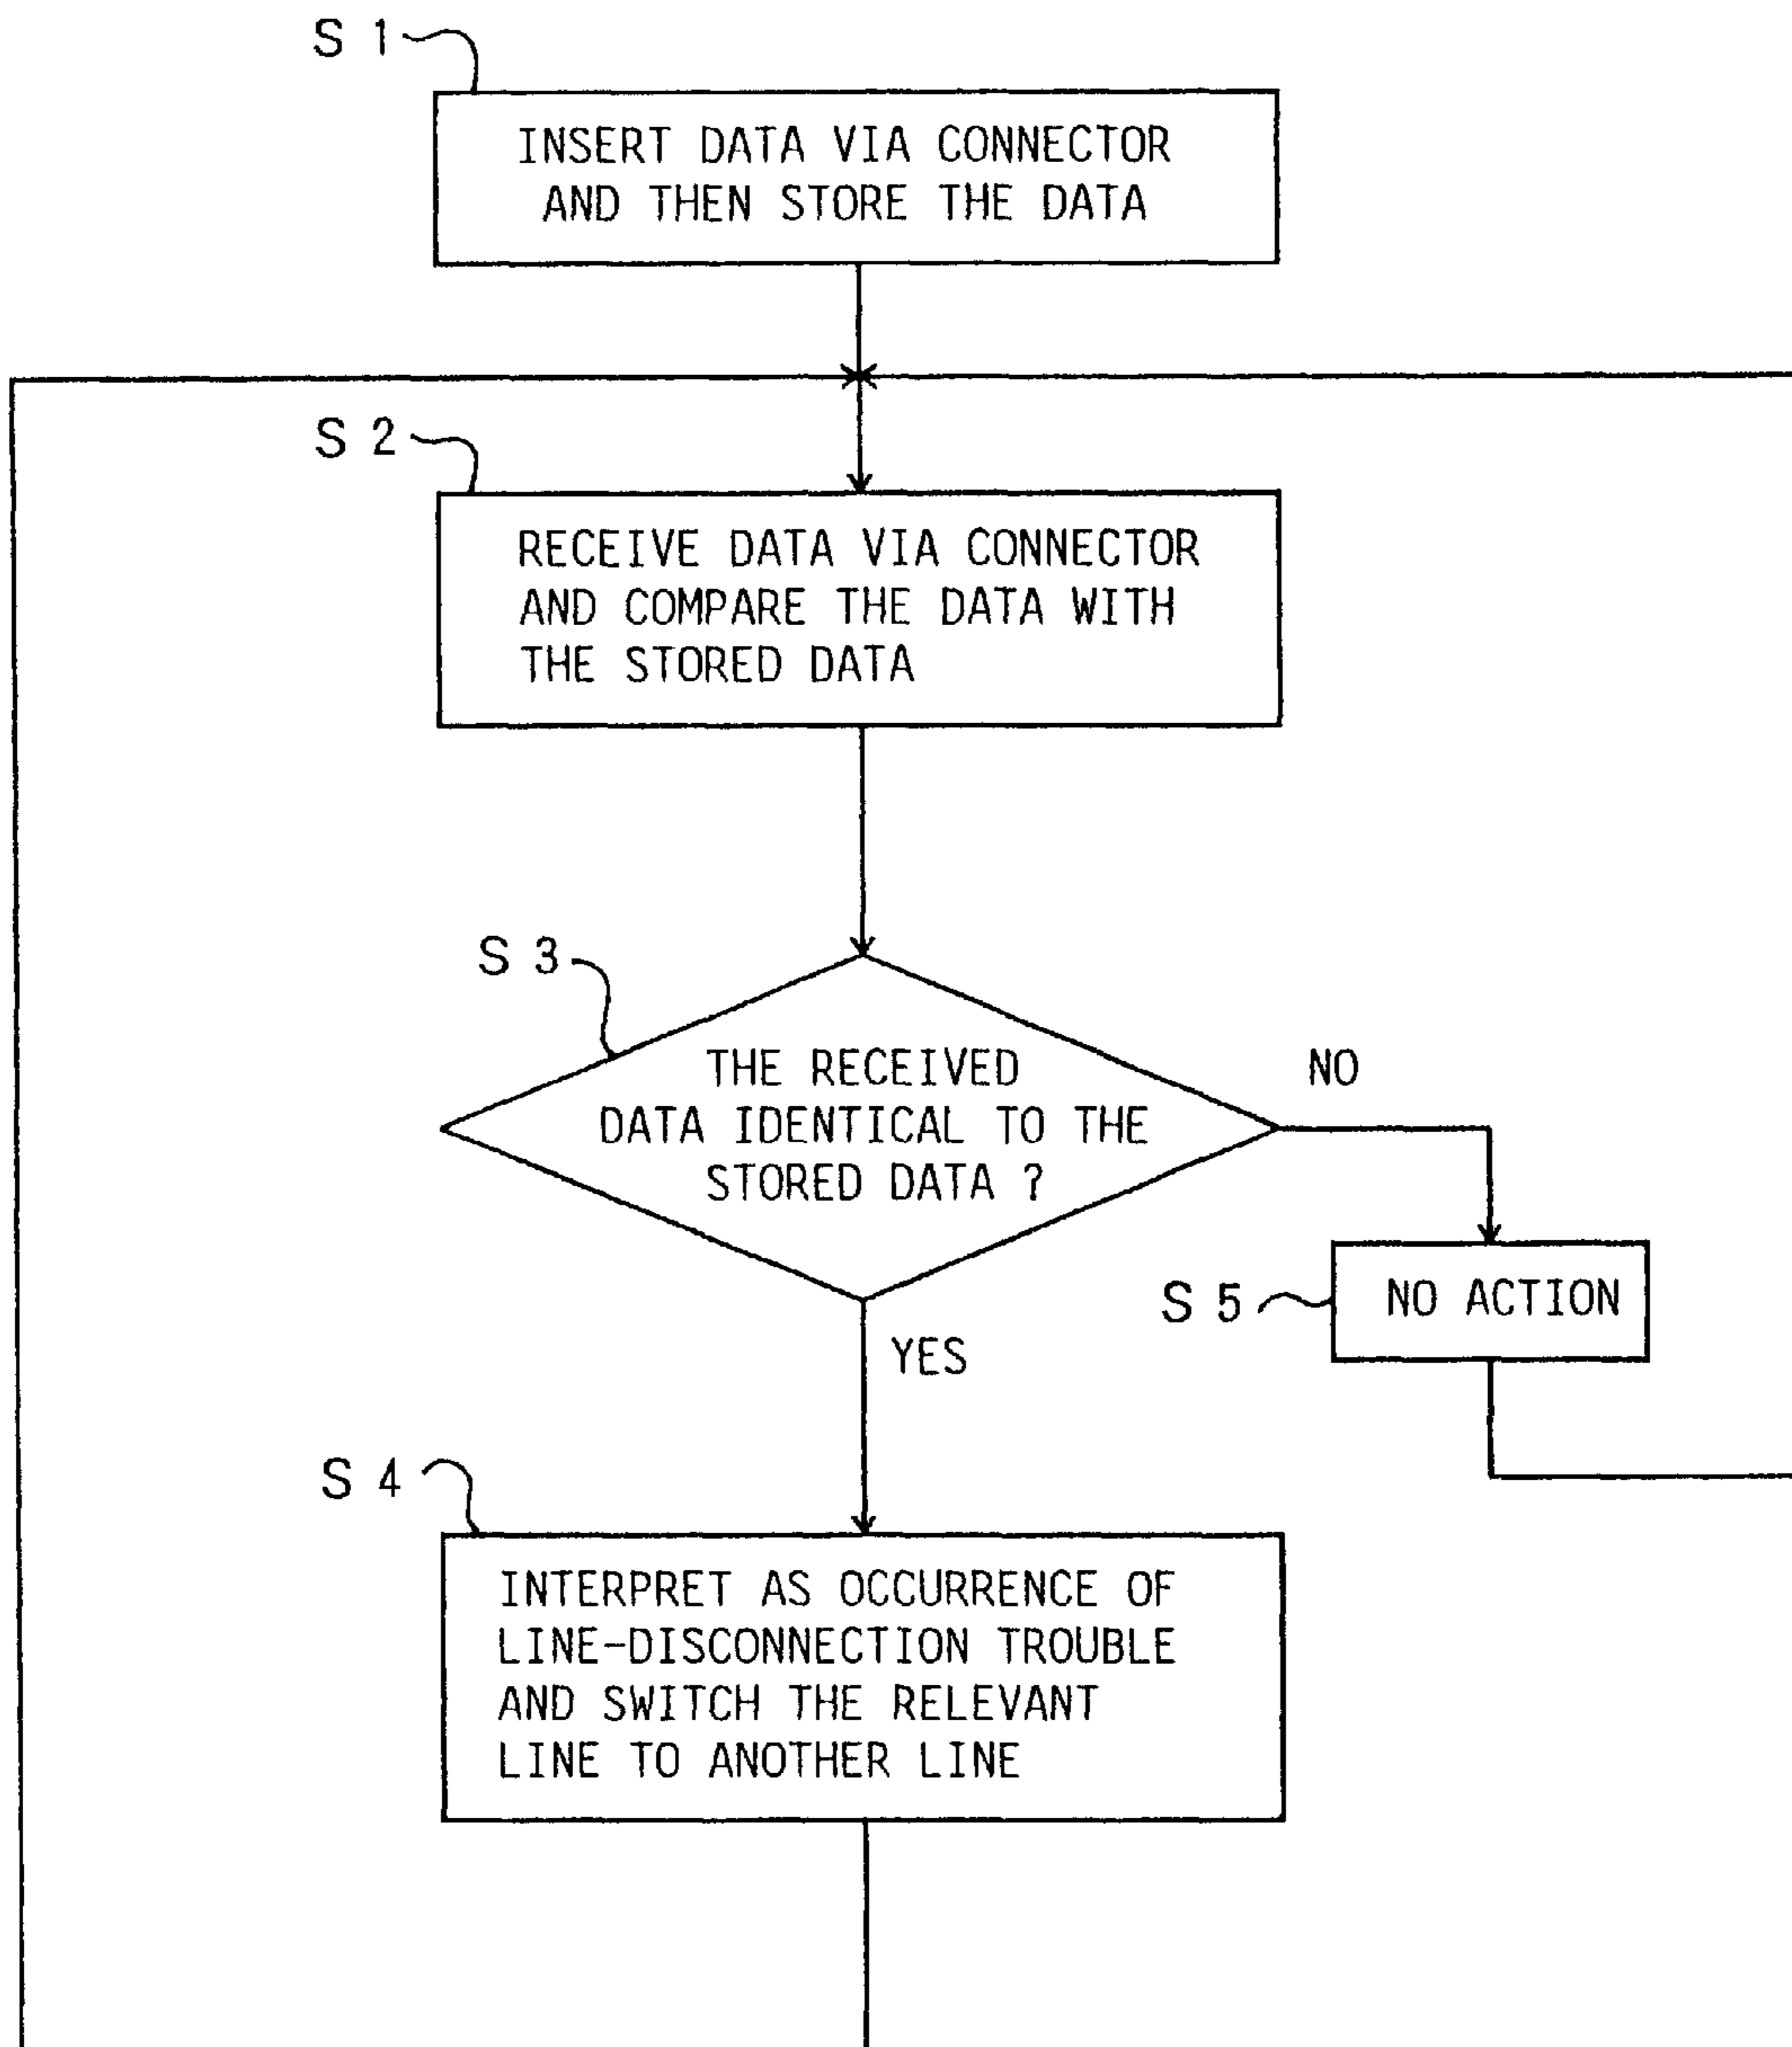 S 1
INSERT DATA VIA CONNECTOR
AND THEN STORE THE DATA
S 2
RECEIVE DATA VIA CONNECTOR
AND COMPARE THE DATA WITH
THE STORED DATA
S 3
THE RECEIVED
DATA IDENTICAL TO THE
STORED DATA ?
NO
S 5
NO ACTION
YES
S 4
INTERPRET AS OCCURRENCE OF
LINE-DISCONNECTION TROUBLE
AND SWITCH THE RELEVANT
LINE TO ANOTHER LINE